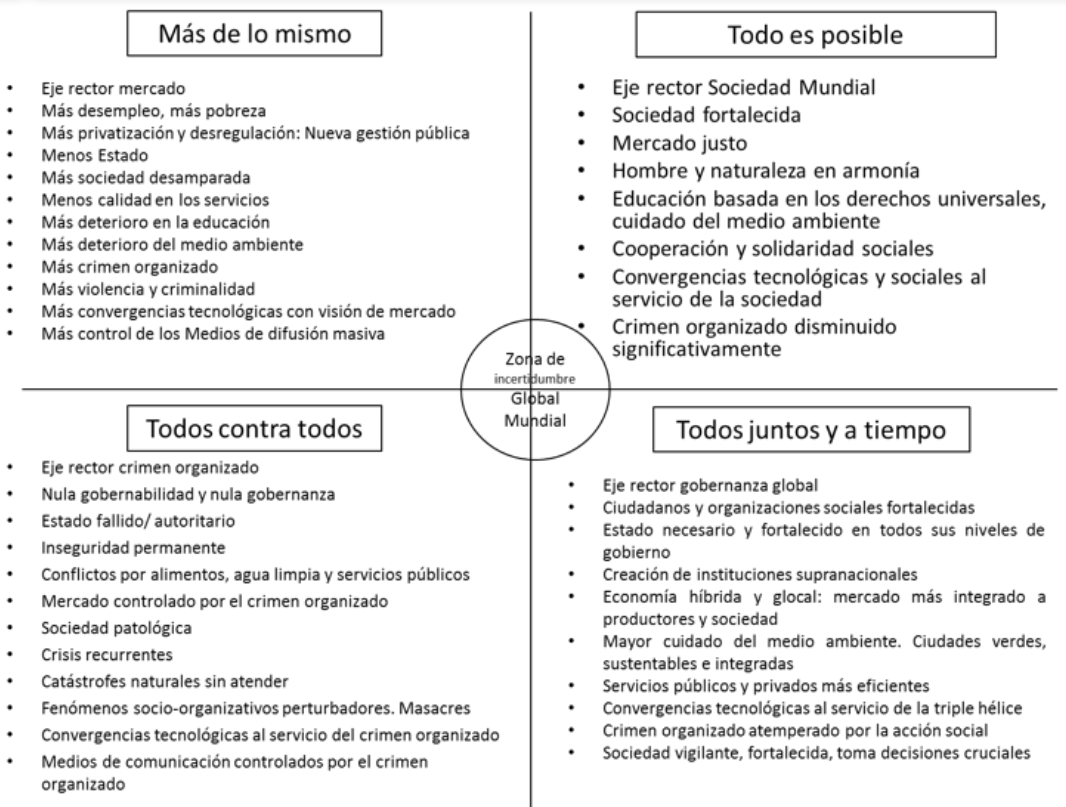 Más de lo mismo
• Eje rector mercado
• Más desempleo, más pobreza
• Más privatización y desregulación: Nueva gestión pública
• Menos Estado
• Más sociedad desamparada
• Menos calidad en los servicios
• Más deterioro en la educación
• Más deterioro del medio ambiente
• Más crimen organizado
• Más violencia y criminalidad
• Más convergencias tecnológicas con visión de mercado
• Más control de los Medios de difusión masiva
Todo es posible
• Eje rector Sociedad Mundial
• Sociedad fortalecida
• Mercado justo
• Hombre y naturaleza en armonía
• Educación basada en los derechos universales,
cuidado del medio ambiente
• Cooperación y solidaridad sociales
• Convergencias tecnológicas y sociales al
servicio de la sociedad
• Crimen organizado disminuido
significativamente
Zona de
incertidumbre
Global
Mundial
Todos contra todos
• Eje rector crimen organizado
• Nula gobernabilidad y nula gobernanza
• Estado fallido/ autoritario
• Inseguridad permanente
• Conflictos por alimentos, agua limpia y servicios públicos
• Mercado controlado por el crimen organizado
• Sociedad patológica
• Crisis recurrentes
• Catástrofes naturales sin atender
• Fenómenos socio-organizativos perturbadores. Masacres
• Convergencias tecnológicas al servicio del crimen organizado
• Medios de comunicación controlados por el crimen
organizado
Todos juntos y a tiempo
• Eje rector gobernanza global
• Ciudadanos y organizaciones sociales fortalecidas
• Estado necesario y fortalecido en todos sus niveles de
gobierno
• Creación de instituciones supranacionales
• Economía híbrida y glocal: mercado más integrado a
productores y sociedad
• Mayor cuidado del medio ambiente. Ciudades verdes,
sustentables e integradas
• Servicios públicos y privados más eficientes
• Convergencias tecnológicas al servicio de la triple hélice
• Crimen organizado atemperado por la acción social
• Sociedad vigilante, fortalecida, toma decisiones cruciales